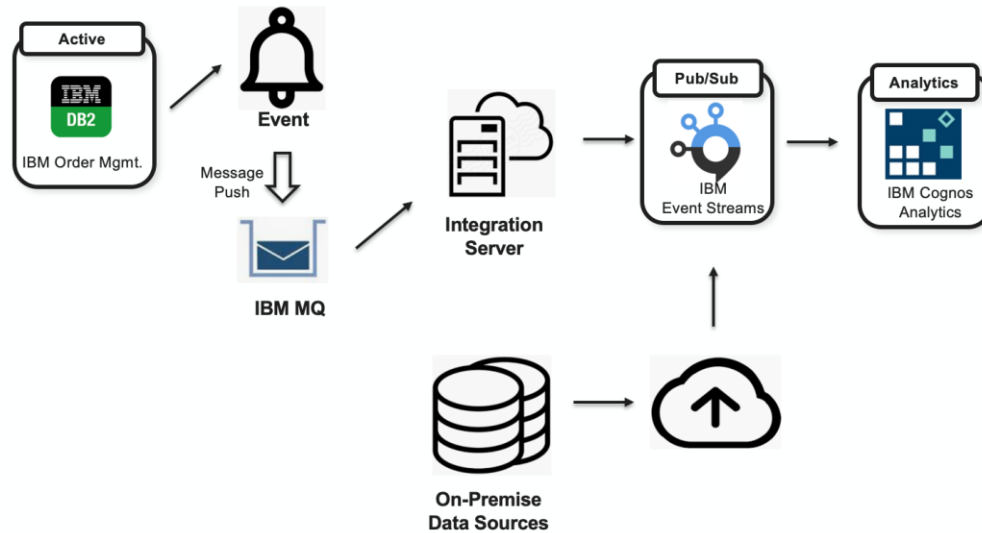 Active
IBM
DB2
IBM Order Mgmt.
Event
Message
Push
IBM MQ
Integration
Server
Pub/Sub
IBM
Event Streams
Analytics
IBM Cognos
Analytics
On-Premise
Data Sources